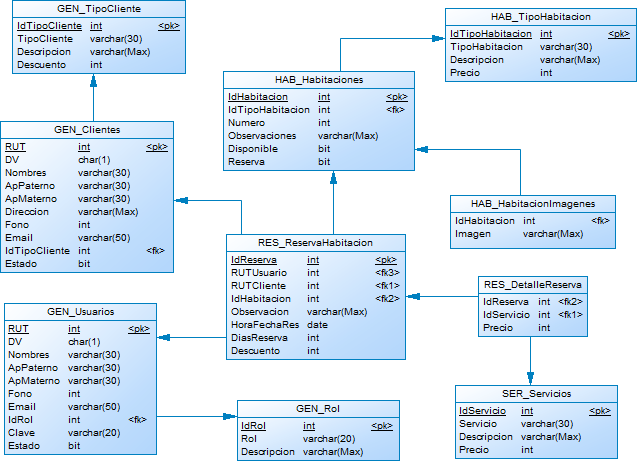 GEN_TipoCliente
IdTipoCliente int <pk>
TipoCliente varchar(30)
Descripcion varchar(Max)
Descuento int
HAB_TipoHabitacion
IdTipoHabitacion int <pk>
TipoHabitacion varchar(30)
Descripcion varchar(Max)
Precio int
HAB_Habitaciones
IdHabitacion int <pk>
IdTipoHabitacion int <fk>
Numero int
Observaciones varchar(Max)
Disponible bit
Reserva bit
GEN_Clientes
RUT int <pk>
DV char(1)
Nombres varchar(30)
ApPaterno varchar(30)
ApMaterno varchar(30)
Direccion varchar(Max)
Fono int
Email varchar(50)
IdTipoCliente int <fk>
Estado bit
HAB_HabitacionImagenes
IdHabitacion int <fk>
Imagen varchar(Max)
RES_ReservaHabitacion
IdReserva int <pk>
RUTUsuario int <fk3>
RUTCliente int <fk1>
IdHabitacion int <fk2>
Observacion varchar(Max)
HoraFechaRes date
DiasReserva int
Descuento int
RES_DetalleReserva
IdReserva int <fk2>
IdServicio int <fk1>
Precio int
GEN_Usuarios
RUT int <pk>
DV char(1)
Nombres varchar(30)
ApPaterno varchar(30)
ApMaterno varchar(30)
Fono int
Email varchar(50)
IdRol int <fk>
Clave varchar(20)
Estado bit
GEN_Rol
IdRol int <pk>
Rol varchar(20)
Descripcion varchar(Max)
SER_Servicios
IdServicio int <pk>
Servicio varchar(30)
Descripcion varchar(Max)
Precio int